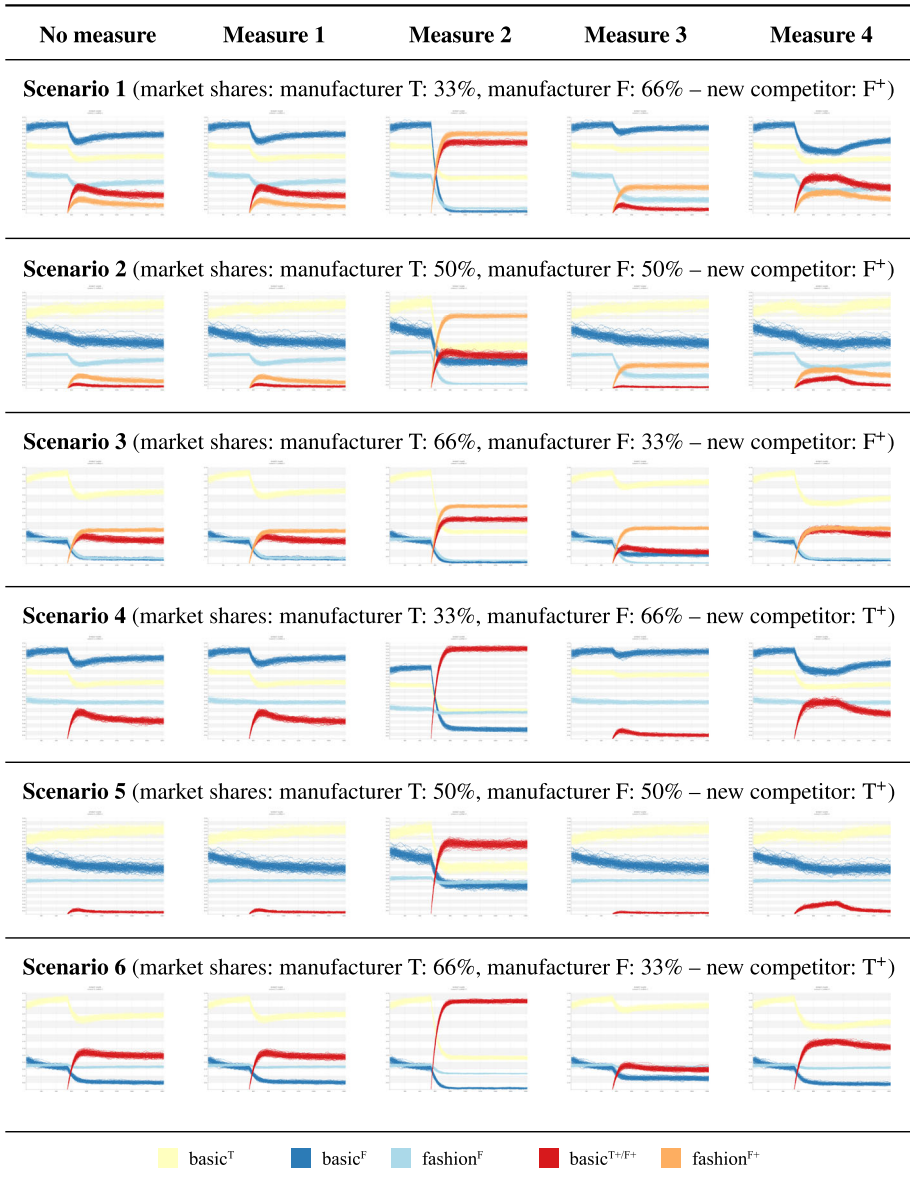 No measure Measure 1 Measure 2 Measure 3 Measure 4
Scenario 1 (market shares: manufacturer T: 33%, manufacturer F: 66% – new competitor: F⁺)
Scenario 2 (market shares: manufacturer T: 50%, manufacturer F: 50% – new competitor: F⁺)
Scenario 3 (market shares: manufacturer T: 66%, manufacturer F: 33% – new competitor: F⁺)
Scenario 4 (market shares: manufacturer T: 33%, manufacturer F: 66% – new competitor: T⁺)
Scenario 5 (market shares: manufacturer T: 50%, manufacturer F: 50% – new competitor: T⁺)
Scenario 6 (market shares: manufacturer T: 66%, manufacturer F: 33% – new competitor: T⁺)
basicᵀ basicF fashionF basicT+/F+ fashionF+